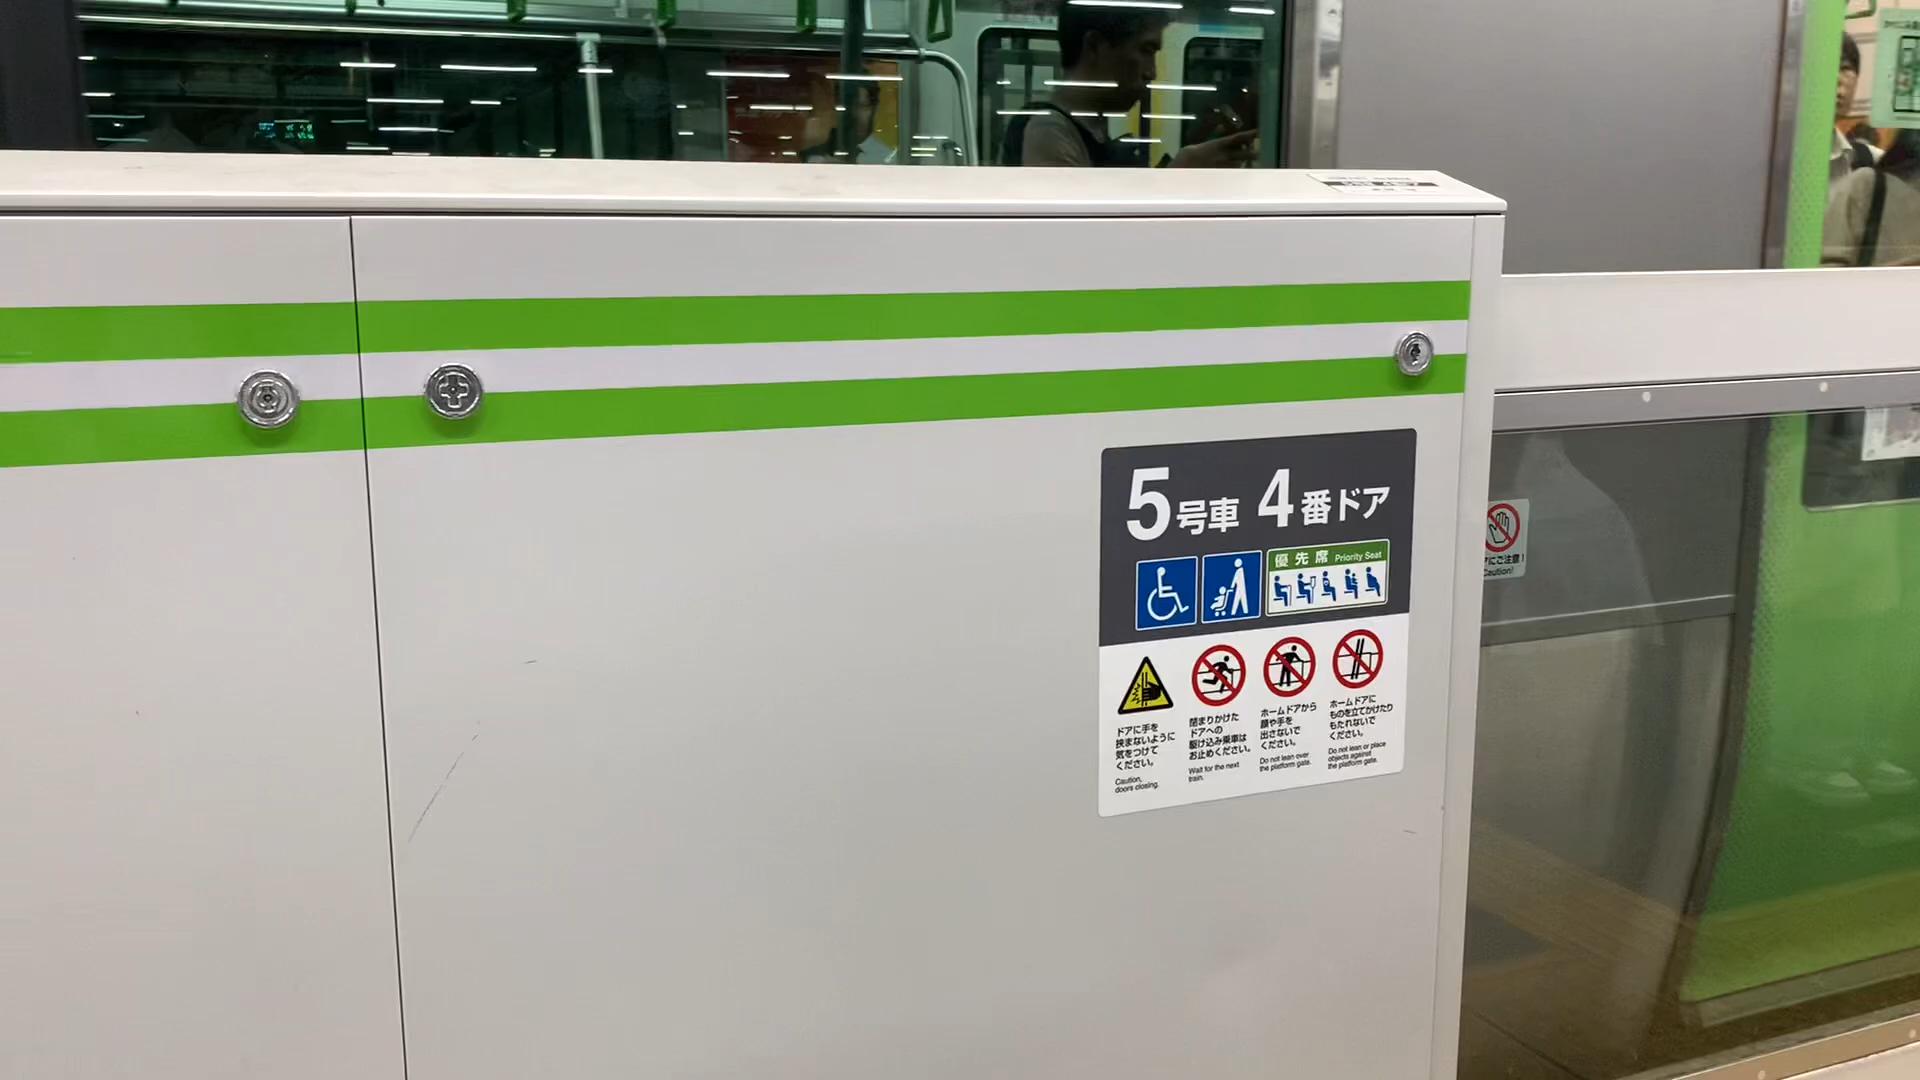 5号車 4番ドア
優先席 Priority Seat
ドアに手を
挟まないように
気をつけて
ください。
Caution,
doors closing.
閉まりかけた
ドアへの
駆け込み乗車は
お止めください。
Wait for the next
train.
ホームドアから
顔や手を
出さないで
ください。
Do not lean over
the platform gate.
ホームドアに
ものを立てかけたり
もたれないで
ください。
Do not lean or place
objects against
the platform gate.
にご注意!
Caution!